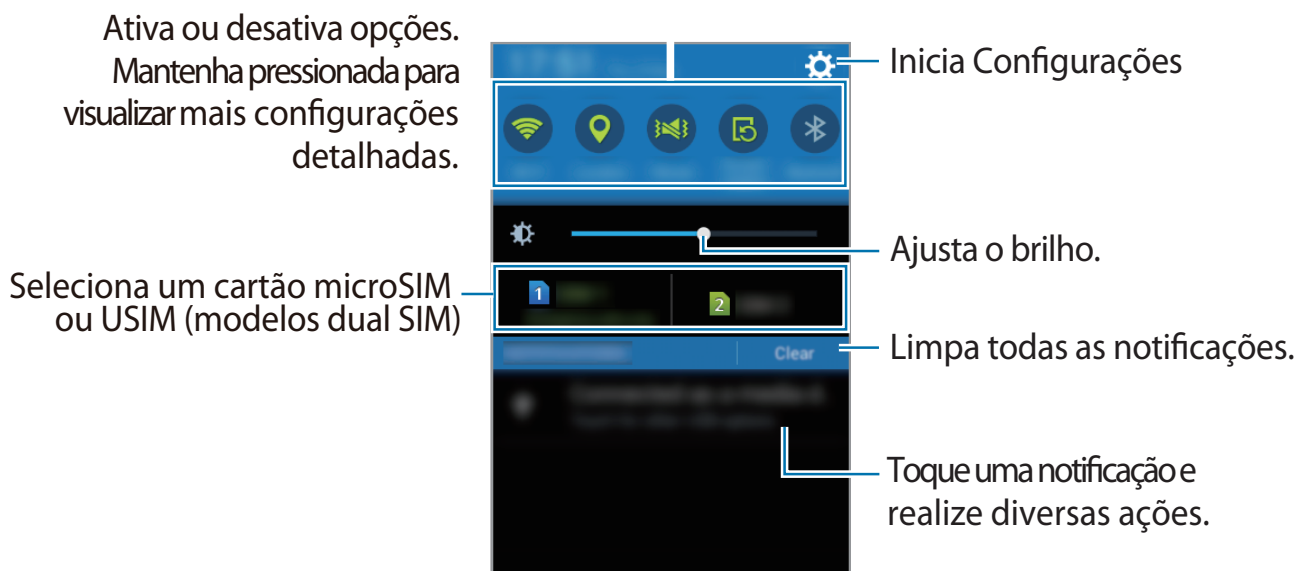 Ativa ou desativa opções.
Mantenha pressionada para
visualizar mais configurações
detalhadas.
Inicia Configurações
Ajusta o brilho.
Seleciona um cartão microSIM
ou USIM (modelos dual SIM)
1
2
Clear
Limpa todas as notificações.
Toque uma notificação e
realize diversas ações.